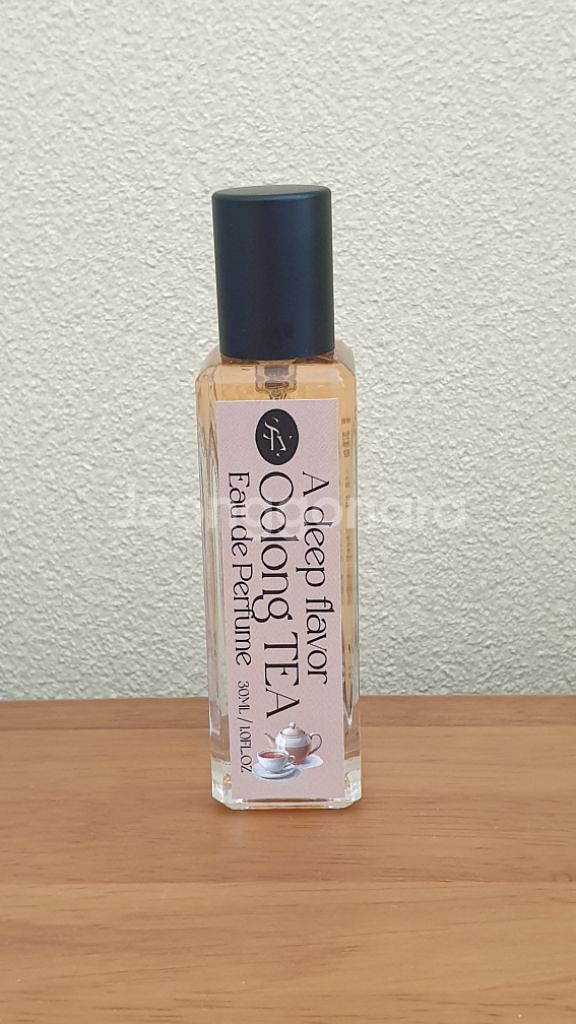 A deep flavor
Oolong TEA
Eau de Perfume 30ML / 1.0FL.OZ